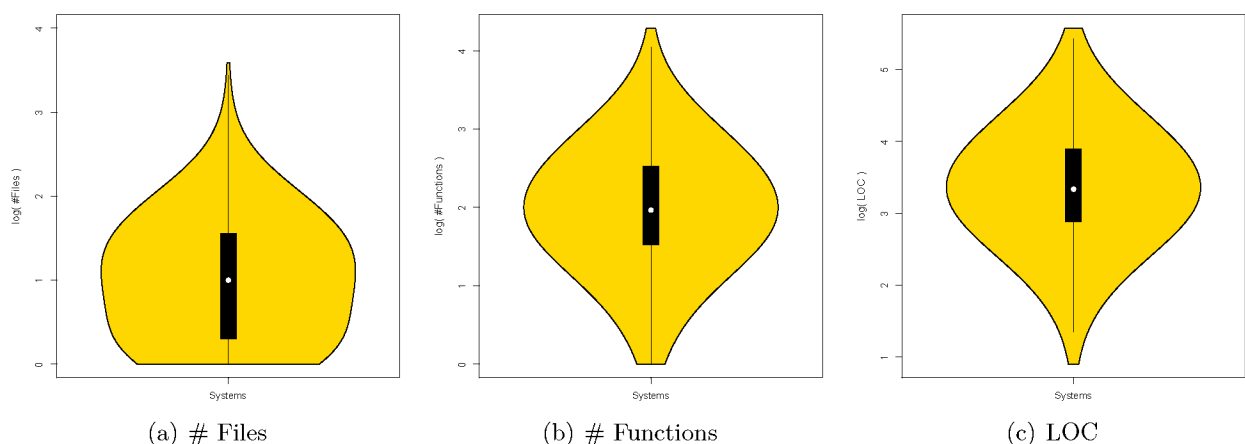 log( #Files )
4
3
2
1
0
Systems
(a) # Files
log( #Functions )
4
3
2
1
0
Systems
(b) # Functions
log( LOC )
5
4
3
2
1
Systems
(c) LOC